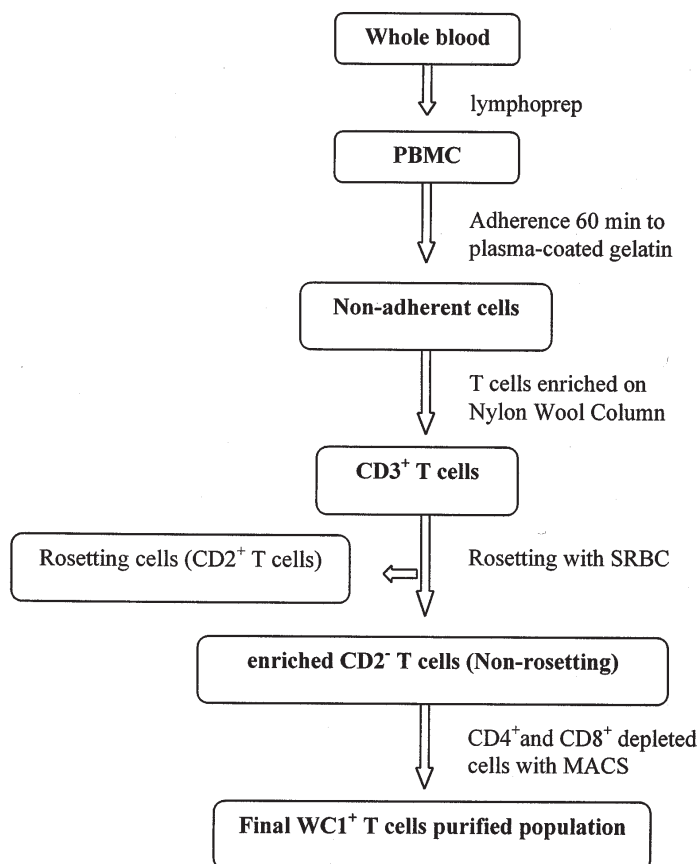 Whole blood
lymphoprep
PBMC
Adherence 60 min to
plasma-coated gelatin
Non-adherent cells
T cells enriched on
Nylon Wool Column
CD3⁺ T cells
Rosetting cells (CD2⁺ T cells)
Rosetting with SRBC
enriched CD2⁻ T cells (Non-rosetting)
CD4⁺and CD8⁺ depleted
cells with MACS
Final WC1⁺ T cells purified population